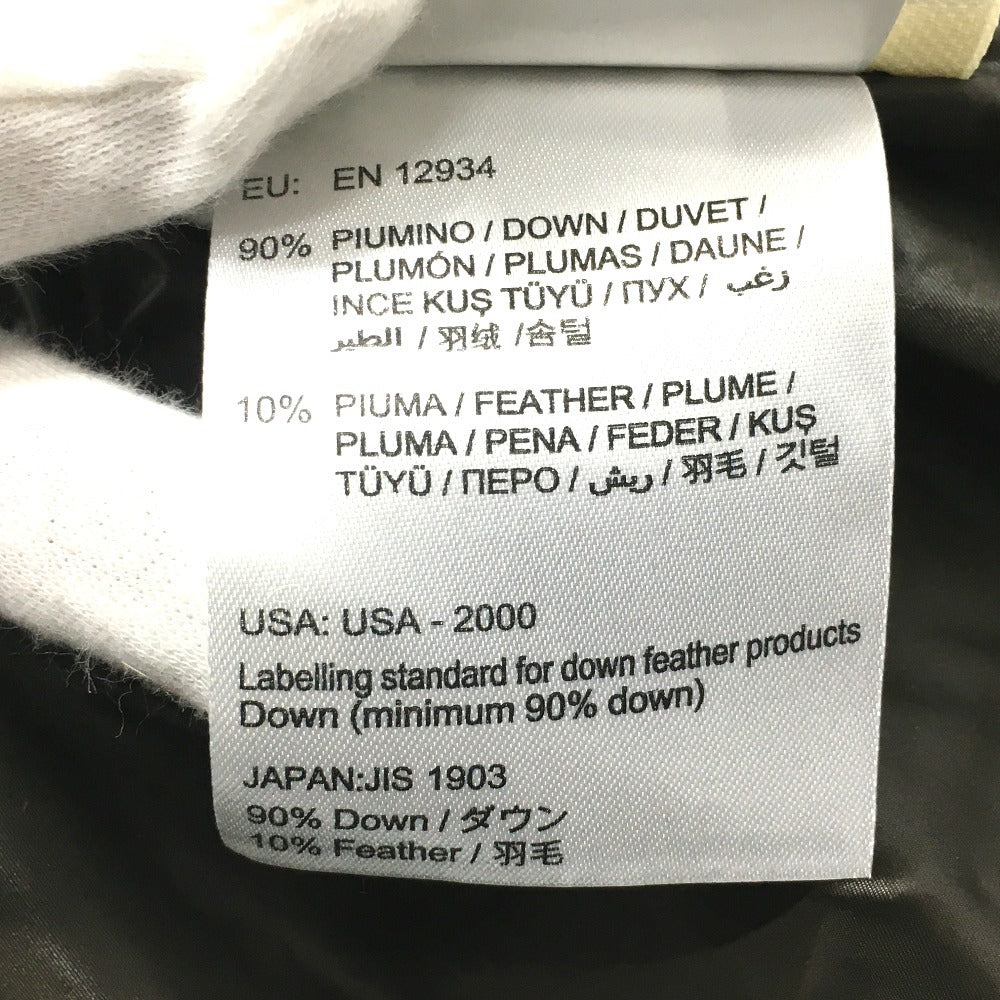 EU: EN 12934
90% PIUMINO / DOWN / DUVET /
PLUMÓN / PLUMAS / DAUNE /
INCE KUŞ TÜYÜ / ПУХ / زغب
الطير / 羽绒 /솜털
10% PIUMA / FEATHER / PLUME /
PLUMA / PENA / FEDER / KUŞ
TÜYÜ / ПЕРО / ريش / 羽毛 / 깃털
USA: USA - 2000
Labelling standard for down feather products
Down (minimum 90% down)
JAPAN:JIS 1903
90% Down / ダウン
10% Feather / 羽毛